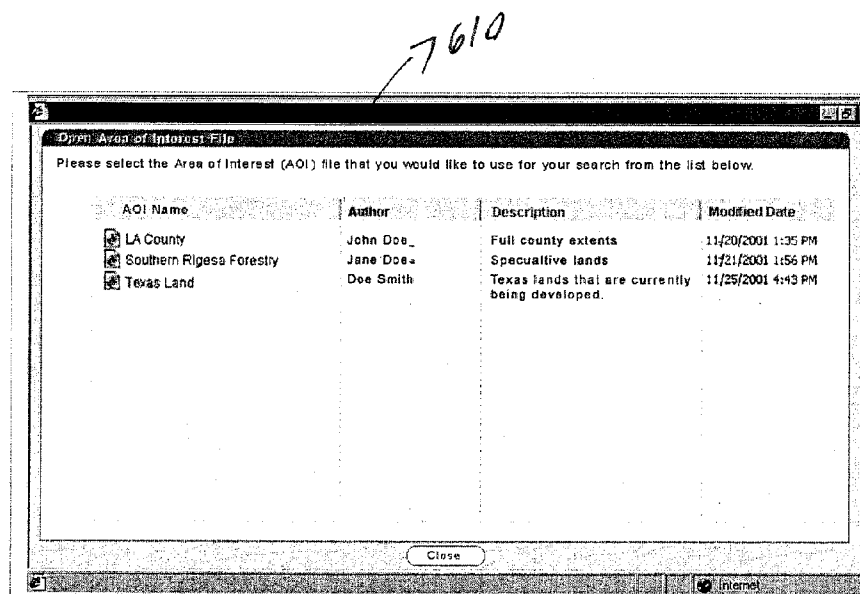 610
Open Area of Interest File
Please select the Area of Interest (AOI) file that you would like to use for your search from the list below.
AOI Name Author Description Modified Date
LA County John Doe Full county extents 11/20/2001 1:35 PM
Southern Rigesa Forestry Jane Doe Specualtive lands 11/21/2001 1:56 PM
Texas Land Doe Smith Texas lands that are currently 11/25/2001 4:43 PM
being developed.
Close
Internet